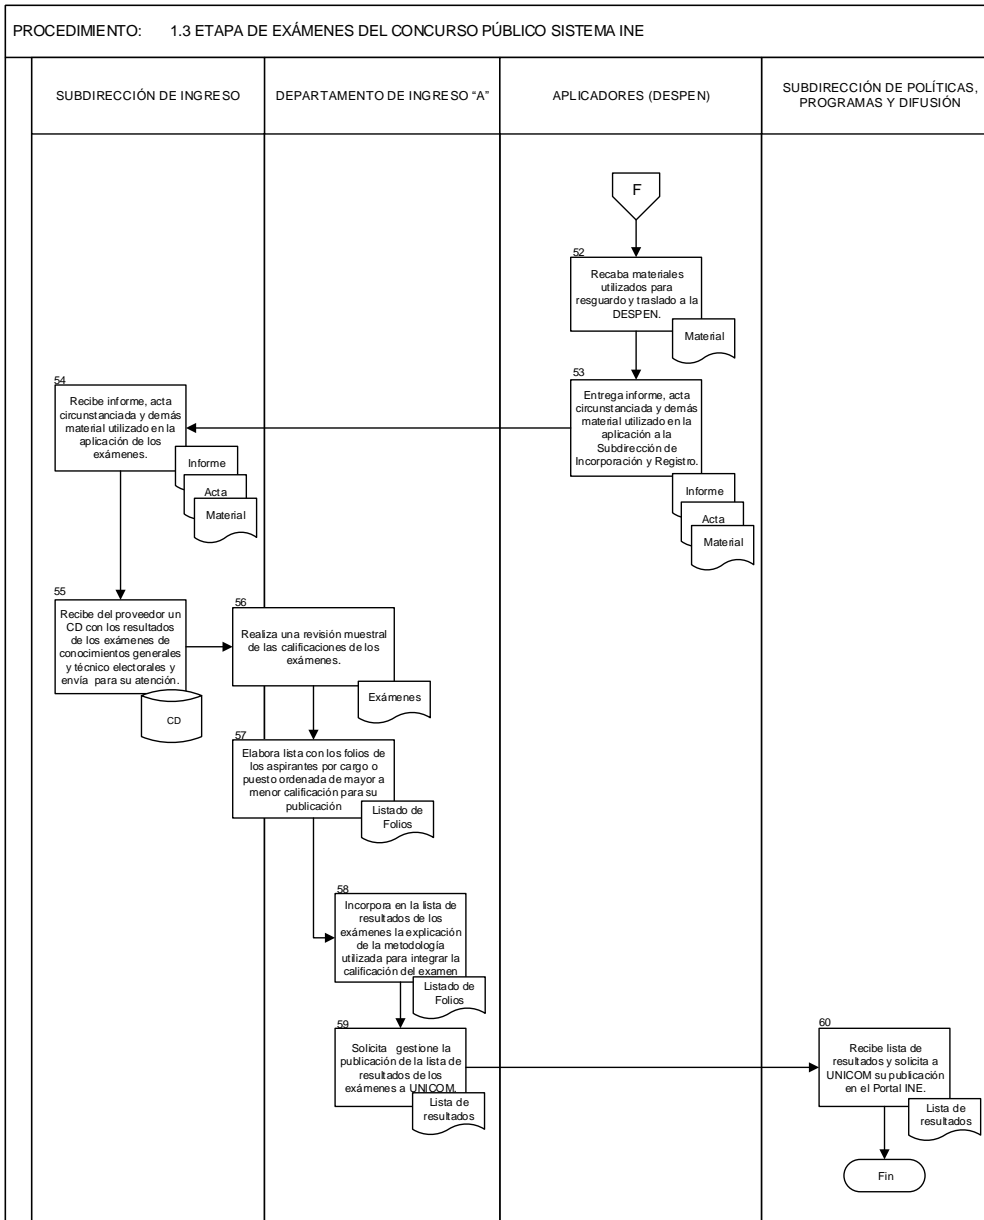 PROCEDIMIENTO: 1.3 ETAPA DE EXÁMENES DEL CONCURSO PÚBLICO SISTEMA INE
SUBDIRECCIÓN DE INGRESO
DEPARTAMENTO DE INGRESO "A"
APLICADORES (DESPEN)
SUBDIRECCIÓN DE POLÍTICAS,
PROGRAMAS Y DIFUSIÓN
F
52
Recaba materiales
utilizados para
resguardo y traslado a la
DESPEN.
Material
53
Entrega informe, acta
circunstanciada y demás
material utilizado en la
aplicación a la
Subdirección de
Incorporación y Registro.
Informe
Acta
Material
54
Recibe informe, acta
circunstanciada y demás
material utilizado en la
aplicación de los
exámenes.
Informe
Acta
Material
55
Recibe del proveedor un
CD con los resultados
de los exámenes de
conocimientos generales
y técnico electorales y
envía para su atención.
CD
56
Realiza una revisión muestral
de las calificaciones de los
exámenes.
Exámenes
57
Elabora lista con los folios de
los aspirantes por cargo o
puesto ordenada de mayor a
menor calificación para su
publicación
Listado de
Folios
58
Incorpora en la lista de
resultados de los
exámenes la explicación
de la metodología
utilizada para integrar la
calificación del examen
Listado de
Folios
59
Solicita gestione la
publicación de la lista de
resultados de los
exámenes a UNICOM.
Lista de
resultados
60
Recibe lista de
resultados y solicita a
UNICOM su publicación
en el Portal INE.
Lista de
resultados
Fin